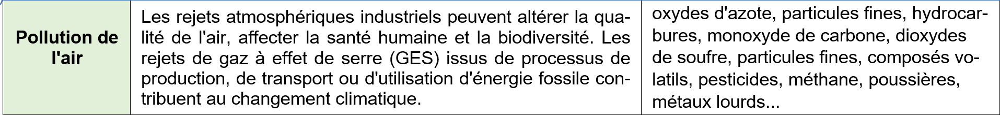 Pollution de
l'air
Les rejets atmosphériques industriels peuvent altérer la qua-
lité de l'air, affecter la santé humaine et la biodiversité. Les
rejets de gaz à effet de serre (GES) issus de processus de
production, de transport ou d'utilisation d'énergie fossile con-
tribuent au changement climatique.
oxydes d'azote, particules fines, hydrocar-
bures, monoxyde de carbone, dioxydes
de soufre, particules fines, composés vo-
latils, pesticides, méthane, poussières,
métaux lourds...